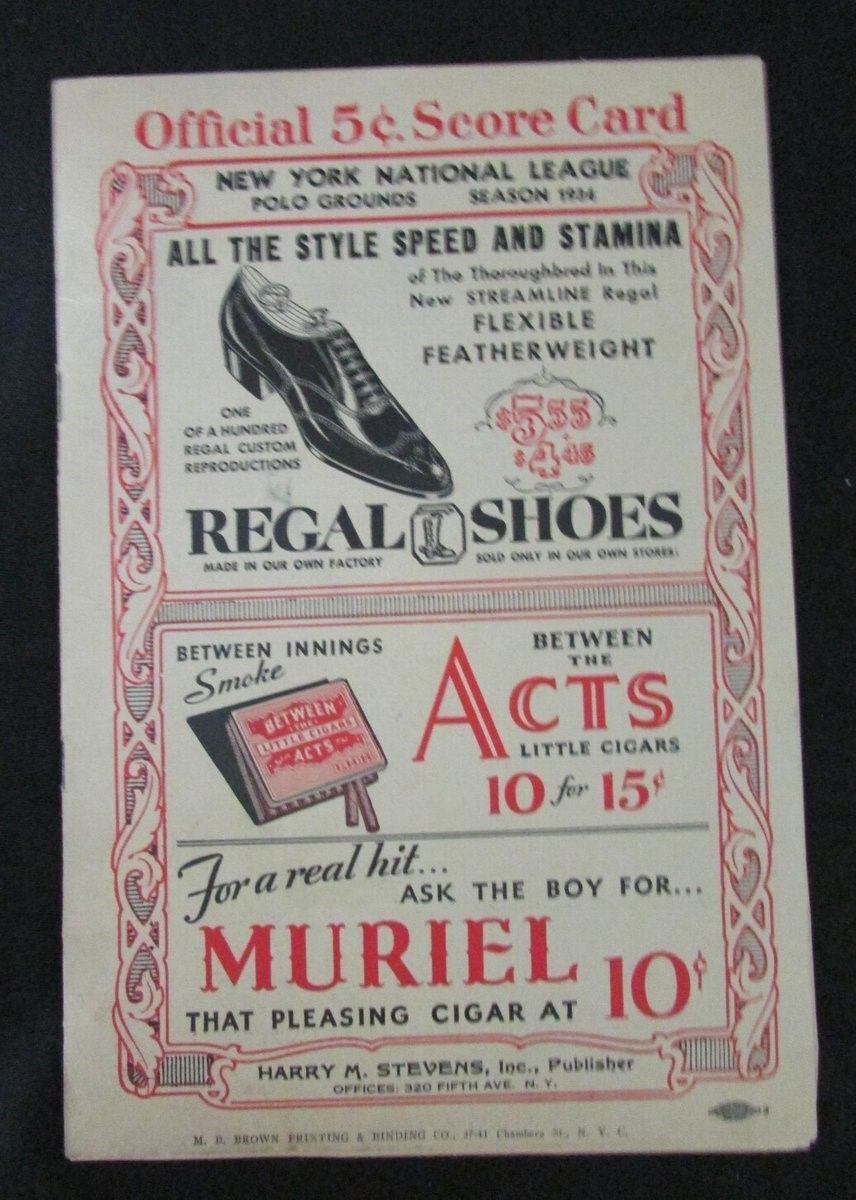 Official 5¢. Score Card
NEW YORK NATIONAL LEAGUE
POLO GROUNDS SEASON 1934
ALL THE STYLE SPEED AND STAMINA
of The Thoroughbred In This
New STREAMLINE Regal
FLEXIBLE
FEATHERWEIGHT
ONE
OF A HUNDRED
REGAL CUSTOM
REPRODUCTIONS
$3 55
$4 65
REGAL SHOES
MADE IN OUR OWN FACTORY
SOLD ONLY IN OUR OWN STORES.
BETWEEN INNINGS
Smoke
BETWEEN
THE
LITTLE CIGARS
ACTS
BETWEEN
THE
ACTS
LITTLE CIGARS
10 for 15¢
For a real hit...
ASK THE BOY FOR...
MURIEL
THAT PLEASING CIGAR AT 10¢
HARRY M. STEVENS, Inc., Publisher
OFFICES: 320 FIFTH AVE. N. Y.
M. B. BROWN PRINTING & BINDING CO., 37-41 Chambers St., N. Y. C.